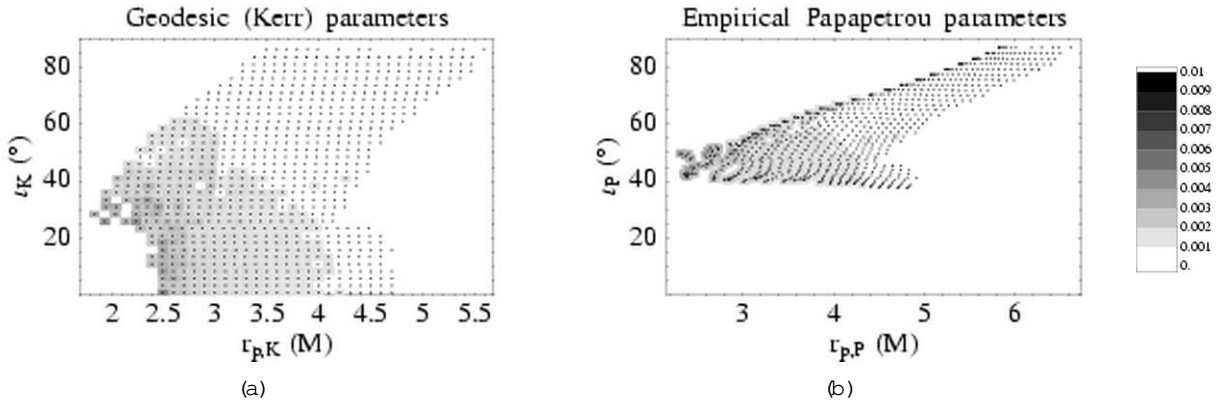 Geodesic (Kerr) parameters
80
60
40
20
ιK (°)
2 2.5 3 3.5 4 4.5 5 5.5
rp,K (M)
(a)
Empirical Papapetrou parameters
80
60
40
20
ιP (°)
3 4 5 6
rp,P (M)
(b)
0.01
0.009
0.008
0.007
0.006
0.005
0.004
0.003
0.002
0.001
0.